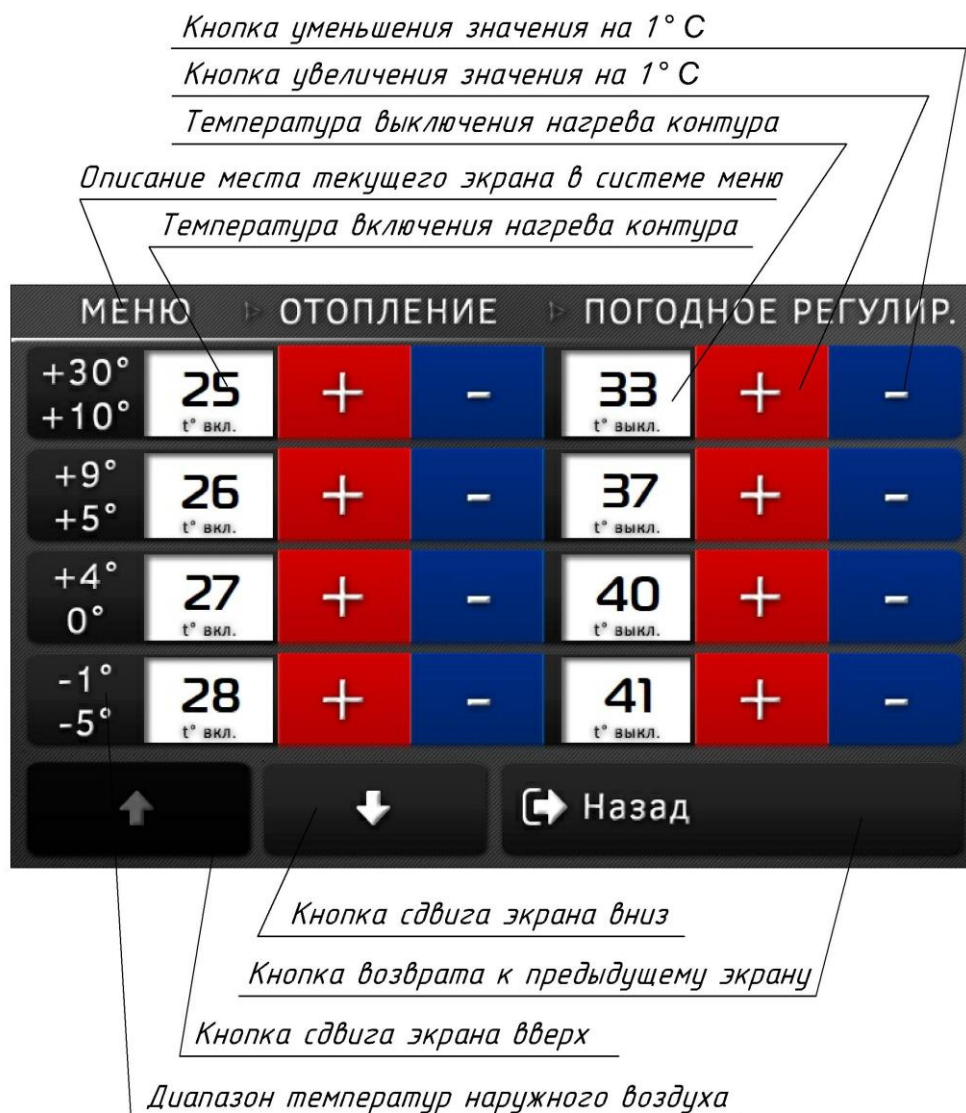 Кнопка уменьшения значения на 1° C
Кнопка увеличения значения на 1° C
Температура выключения нагрева контура
Описание места текущего экрана в системе меню
Температура включения нагрева контура
МЕНЮ ОТОПЛЕНИЕ ПОГОДНОЕ РЕГУЛИР.
+30°
+10°
25
t° вкл.
+ -
33
t° выкл.
+ -
+9°
+5°
26
t° вкл.
+ -
37
t° выкл.
+ -
+4°
0°
27
t° вкл.
+ -
40
t° выкл.
+ -
-1°
-5°
28
t° вкл.
+ -
41
t° выкл.
+ -
Назад
Кнопка сдвига экрана вниз
Кнопка возврата к предыдущему экрану
Кнопка сдвига экрана вверх
Диапазон температур наружного воздуха